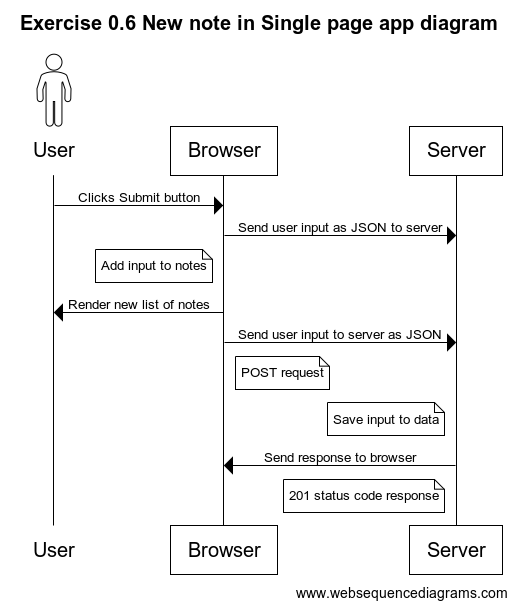 Exercise 0.6 New note in Single page app diagram
User
Browser
Server
Clicks Submit button
Send user input as JSON to server
Add input to notes
Render new list of notes
Send user input to server as JSON
POST request
Save input to data
Send response to browser
201 status code response
User
Browser
Server
www.websequencediagrams.com